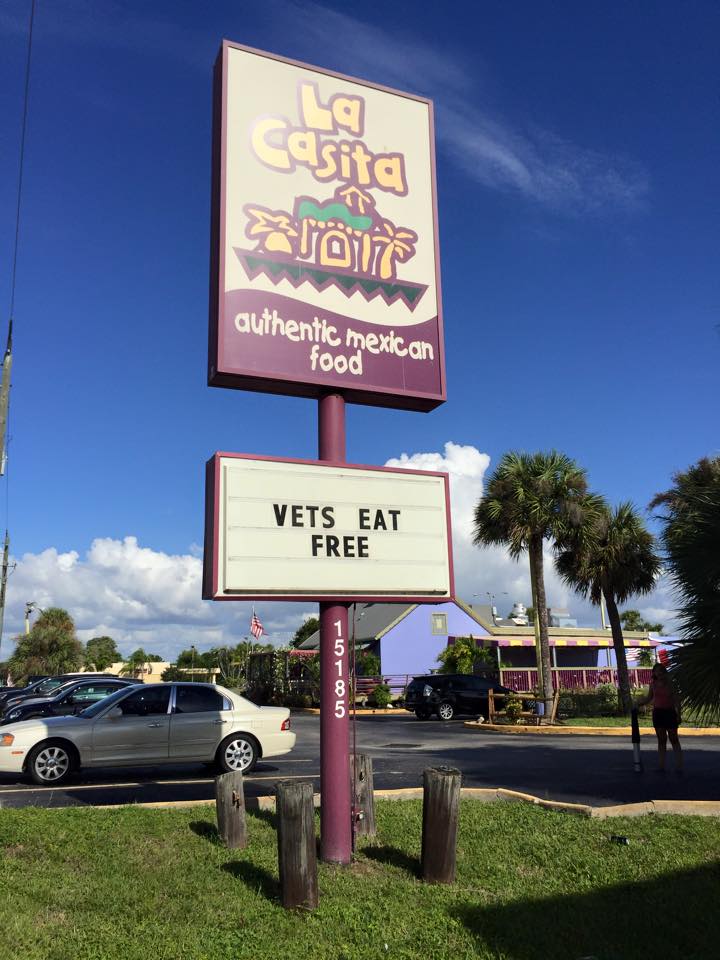 La
Casita
authentic mexican
food
VETS EAT
FREE
15185